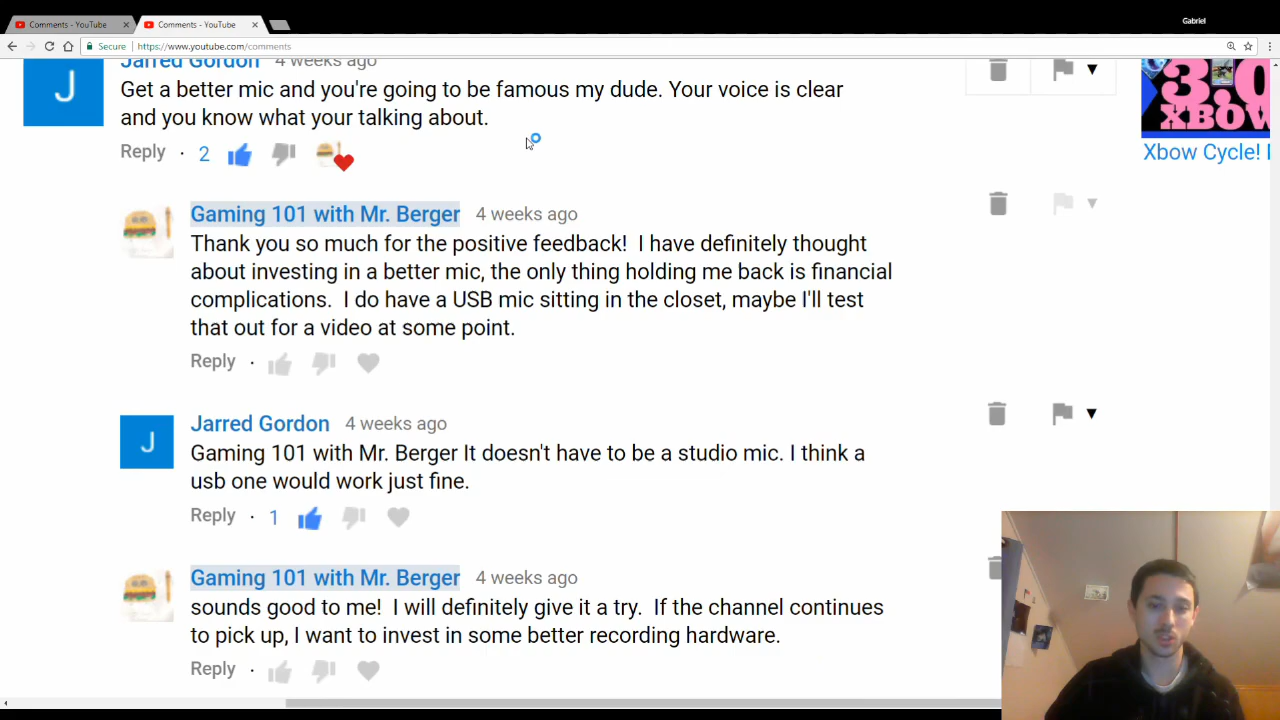 Comments - YouTube
Comments - YouTube
Gabriel
Secure
https://www.youtube.com/comments
Jarred Gordon 4 weeks ago
Get a better mic and you're going to be famous my dude. Your voice is clear
and you know what your talking about.
Reply · 2
3.0
XBOW
Xbow Cycle!
Gaming 101 with Mr. Berger 4 weeks ago
Thank you so much for the positive feedback! I have definitely thought
about investing in a better mic, the only thing holding me back is financial
complications. I do have a USB mic sitting in the closet, maybe I'll test
that out for a video at some point.
Reply ·
Jarred Gordon 4 weeks ago
Gaming 101 with Mr. Berger It doesn't have to be a studio mic. I think a
usb one would work just fine.
Reply · 1
Gaming 101 with Mr. Berger 4 weeks ago
sounds good to me! I will definitely give it a try. If the channel continues
to pick up, I want to invest in some better recording hardware.
Reply ·
J
J